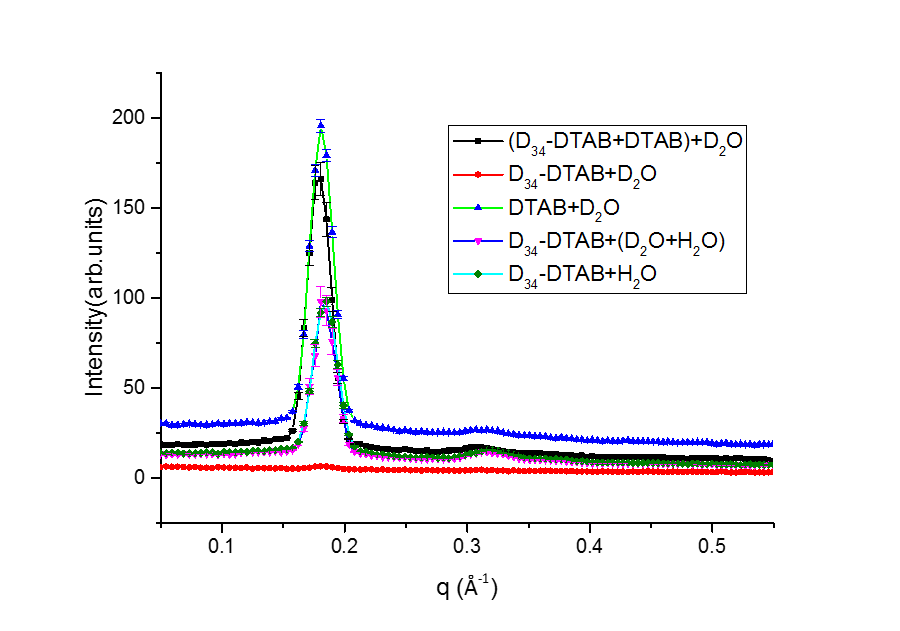 200
150
100
50
0
Intensity(arb.units)
(D₃₄-DTAB+DTAB)+D₂O
D₃₄-DTAB+D₂O
DTAB+D₂O
D₃₄-DTAB+(D₂O+H₂O)
D₃₄-DTAB+H₂O
0.1 0.2 0.3 0.4 0.5
q (Å⁻¹)